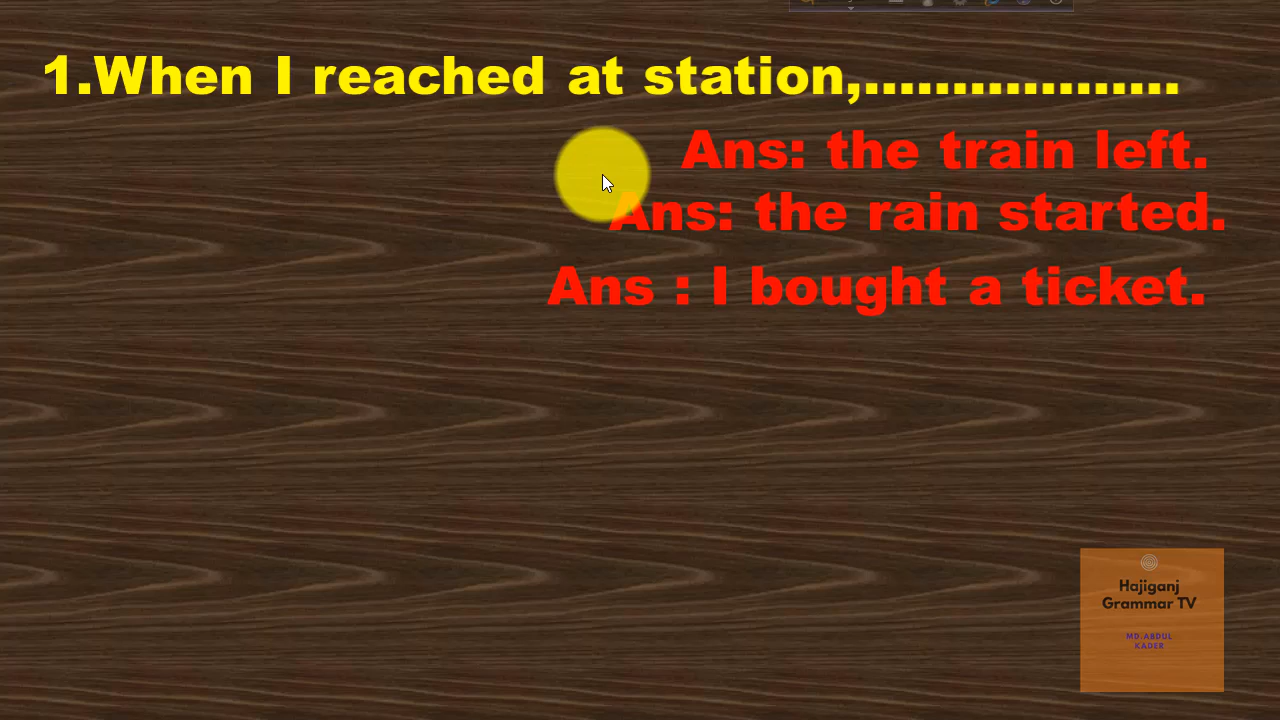 1.When I reached at station,..................
Ans: the train left.
Ans: the rain started.
Ans : I bought a ticket.
Hajiganj
Grammar TV
MD.ABDUL
KADER